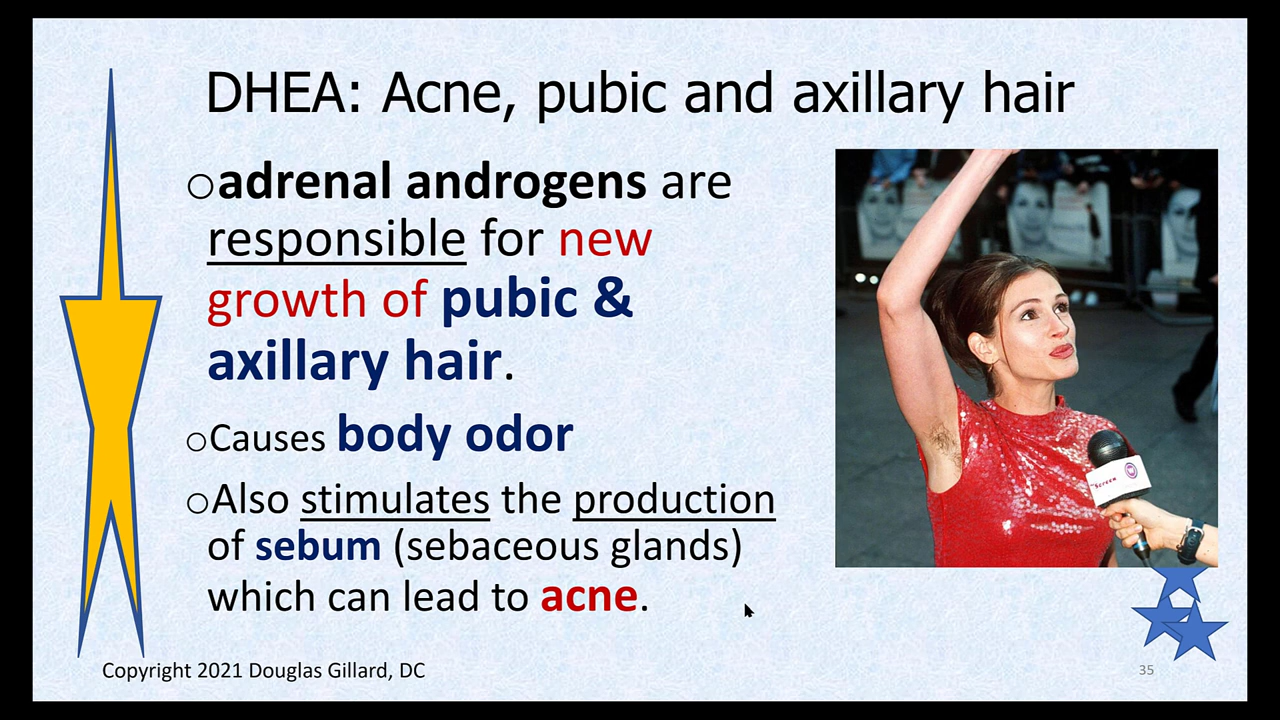 DHEA: Acne, pubic and axillary hair
○adrenal androgens are
responsible for new
growth of pubic &
axillary hair.
○Causes body odor
○Also stimulates the production
of sebum (sebaceous glands)
which can lead to acne.
Screen
Copyright 2021 Douglas Gillard, DC
35